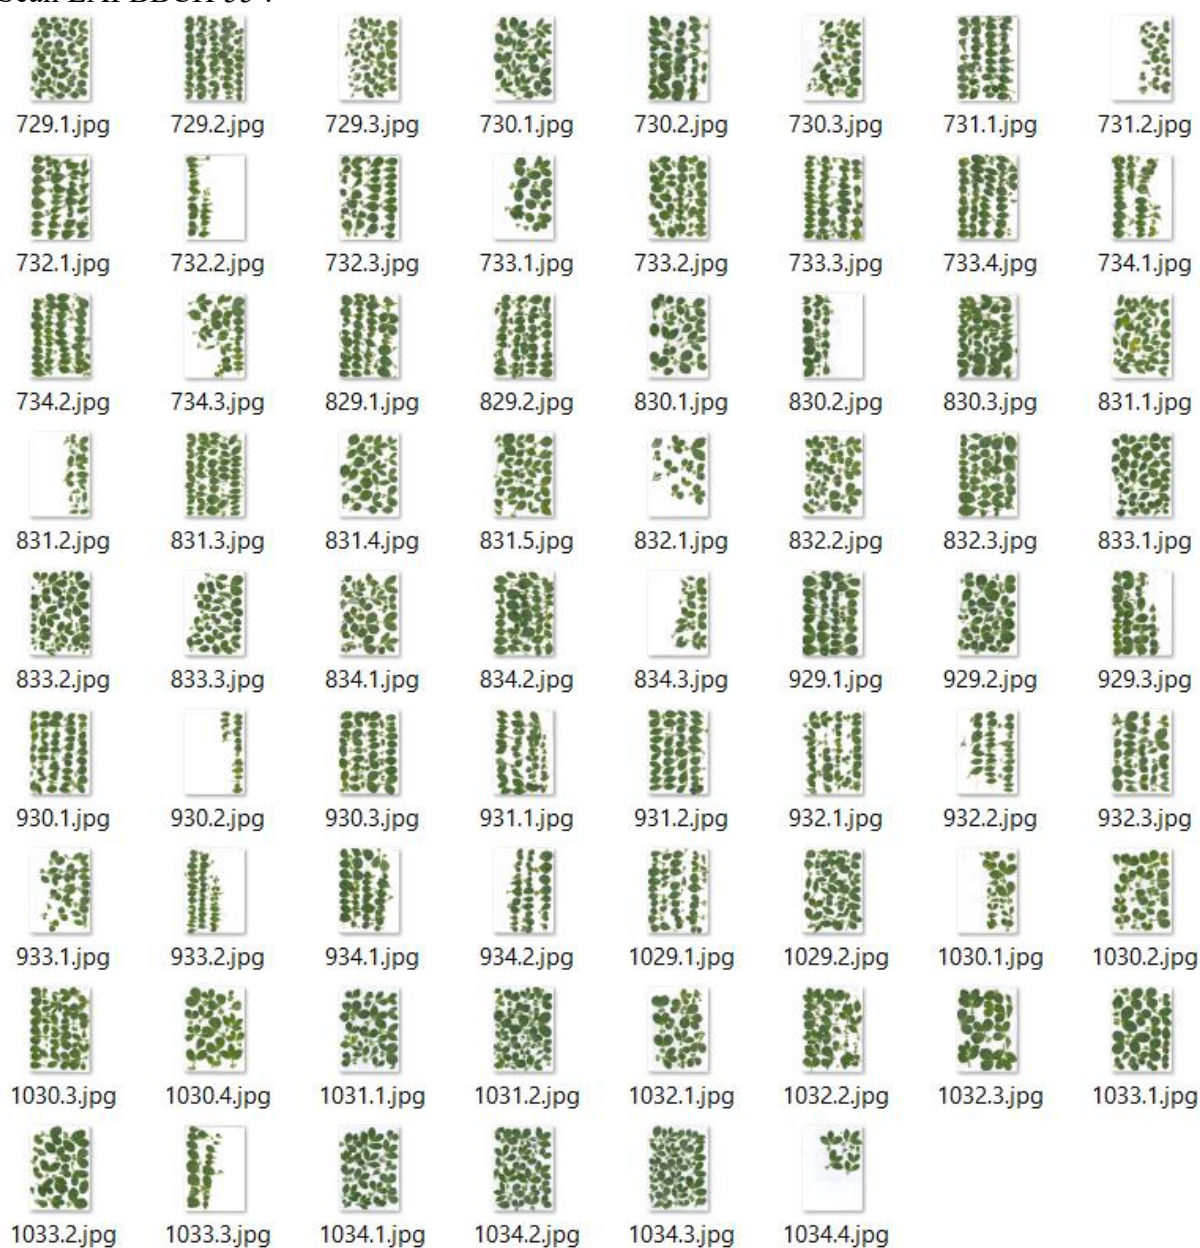 729.1.jpg 729.2.jpg 729.3.jpg 730.1.jpg 730.2.jpg 730.3.jpg 731.1.jpg 731.2.jpg
732.1.jpg 732.2.jpg 732.3.jpg 733.1.jpg 733.2.jpg 733.3.jpg 733.4.jpg 734.1.jpg
734.2.jpg 734.3.jpg 829.1.jpg 829.2.jpg 830.1.jpg 830.2.jpg 830.3.jpg 831.1.jpg
831.2.jpg 831.3.jpg 831.4.jpg 831.5.jpg 832.1.jpg 832.2.jpg 832.3.jpg 833.1.jpg
833.2.jpg 833.3.jpg 834.1.jpg 834.2.jpg 834.3.jpg 929.1.jpg 929.2.jpg 929.3.jpg
930.1.jpg 930.2.jpg 930.3.jpg 931.1.jpg 931.2.jpg 932.1.jpg 932.2.jpg 932.3.jpg
933.1.jpg 933.2.jpg 934.1.jpg 934.2.jpg 1029.1.jpg 1029.2.jpg 1030.1.jpg 1030.2.jpg
1030.3.jpg 1030.4.jpg 1031.1.jpg 1031.2.jpg 1032.1.jpg 1032.2.jpg 1032.3.jpg 1033.1.jpg
1033.2.jpg 1033.3.jpg 1034.1.jpg 1034.2.jpg 1034.3.jpg 1034.4.jpg